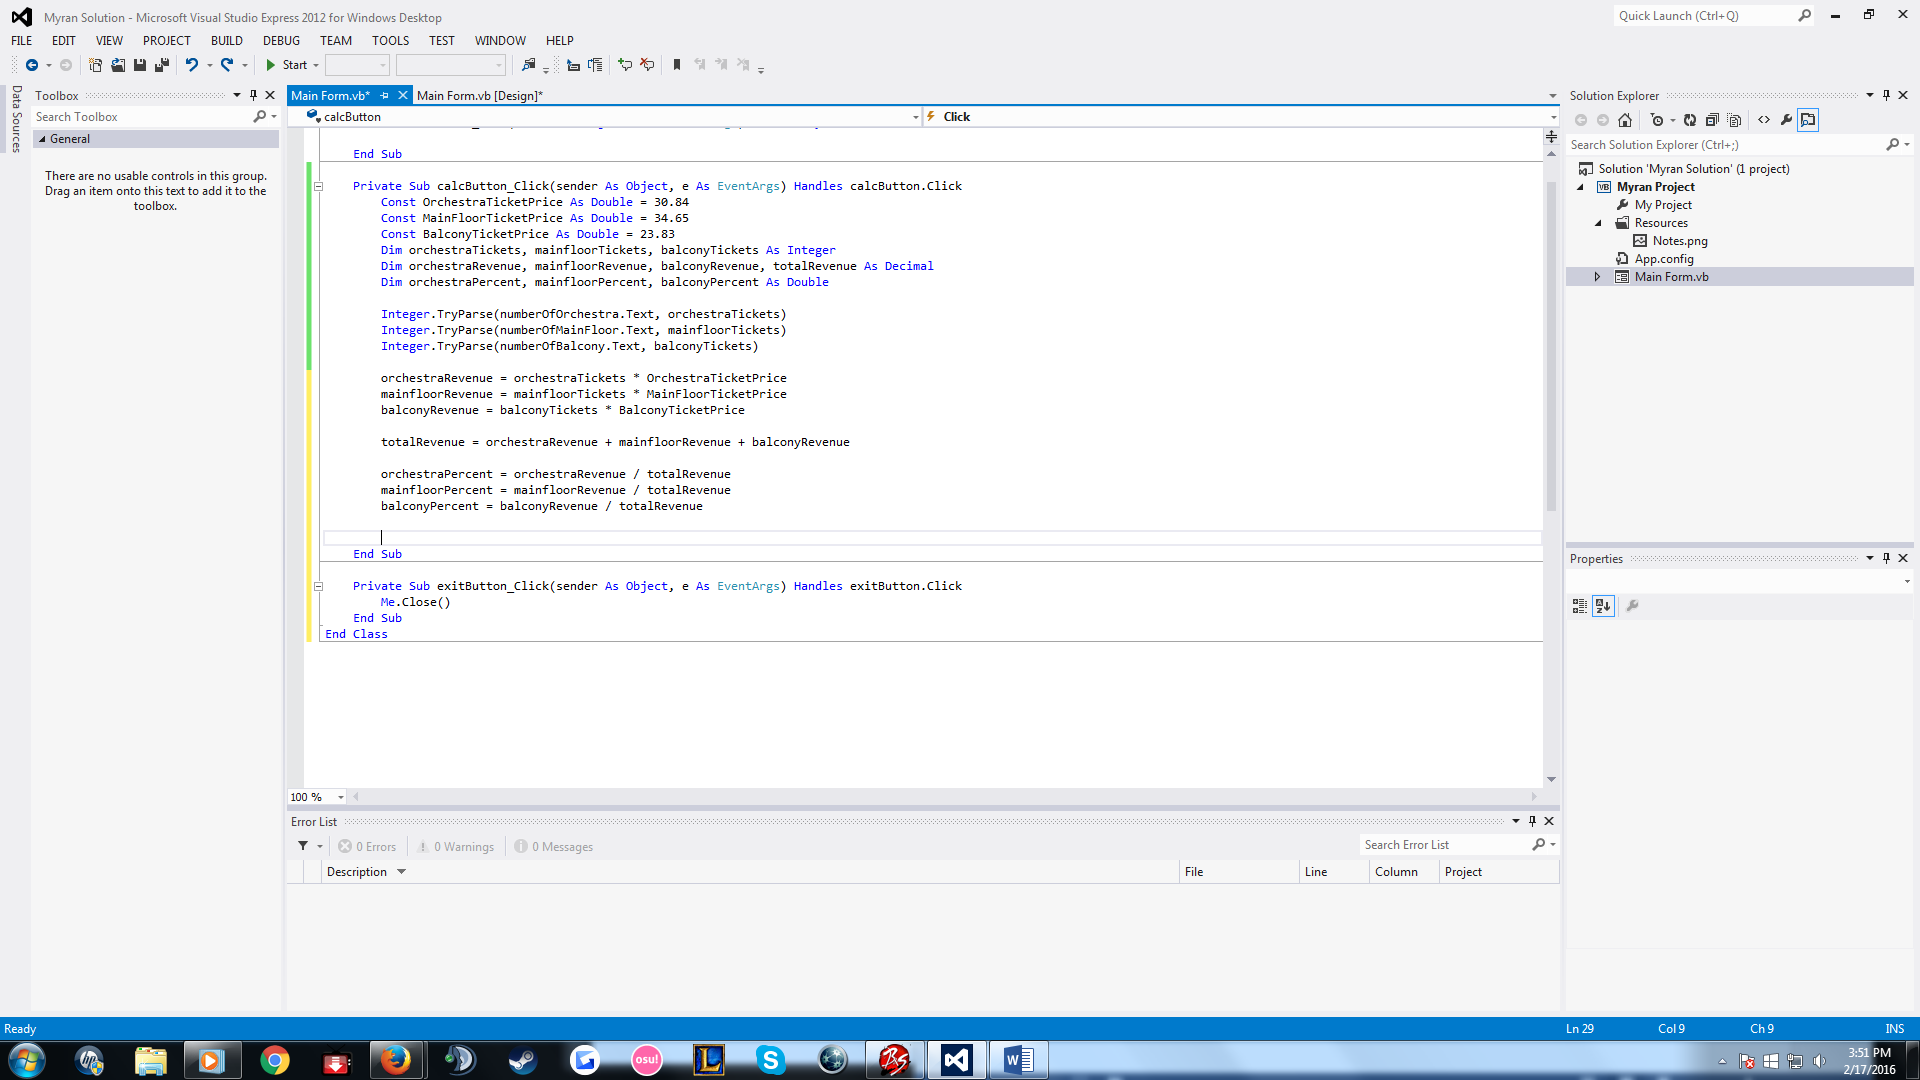 Myran Solution - Microsoft Visual Studio Express 2012 for Windows Desktop
Quick Launch (Ctrl+Q)
FILE EDIT VIEW PROJECT BUILD DEBUG TEAM TOOLS TEST WINDOW HELP
Start
Data Sources
Toolbox
Search Toolbox
General
There are no usable controls in this group.
Drag an item onto this text to add it to the
toolbox.
Main Form.vb* Main Form.vb [Design]*
calcButton Click
End Sub
Private Sub calcButton_Click(sender As Object, e As EventArgs) Handles calcButton.Click
Const OrchestraTicketPrice As Double = 30.84
Const MainFloorTicketPrice As Double = 34.65
Const BalconyTicketPrice As Double = 23.83
Dim orchestraTickets, mainfloorTickets, balconyTickets As Integer
Dim orchestraRevenue, mainfloorRevenue, balconyRevenue, totalRevenue As Decimal
Dim orchestraPercent, mainfloorPercent, balconyPercent As Double
Integer.TryParse(numberOfOrchestra.Text, orchestraTickets)
Integer.TryParse(numberOfMainFloor.Text, mainfloorTickets)
Integer.TryParse(numberOfBalcony.Text, balconyTickets)
orchestraRevenue = orchestraTickets * OrchestraTicketPrice
mainfloorRevenue = mainfloorTickets * MainFloorTicketPrice
balconyRevenue = balconyTickets * BalconyTicketPrice
totalRevenue = orchestraRevenue + mainfloorRevenue + balconyRevenue
orchestraPercent = orchestraRevenue / totalRevenue
mainfloorPercent = mainfloorRevenue / totalRevenue
balconyPercent = balconyRevenue / totalRevenue
End Sub
Private Sub exitButton_Click(sender As Object, e As EventArgs) Handles exitButton.Click
Me.Close()
End Sub
End Class
100 %
Error List
0 Errors 0 Warnings 0 Messages
Search Error List
Description File Line Column Project
Solution Explorer
Search Solution Explorer (Ctrl+;)
Solution 'Myran Solution' (1 project)
VB Myran Project
My Project
Resources
Notes.png
App.config
Main Form.vb
Properties
Ready Ln 29 Col 9 Ch 9 INS
hp
osu!
L
S
BS
W
3:51 PM
2/17/2016